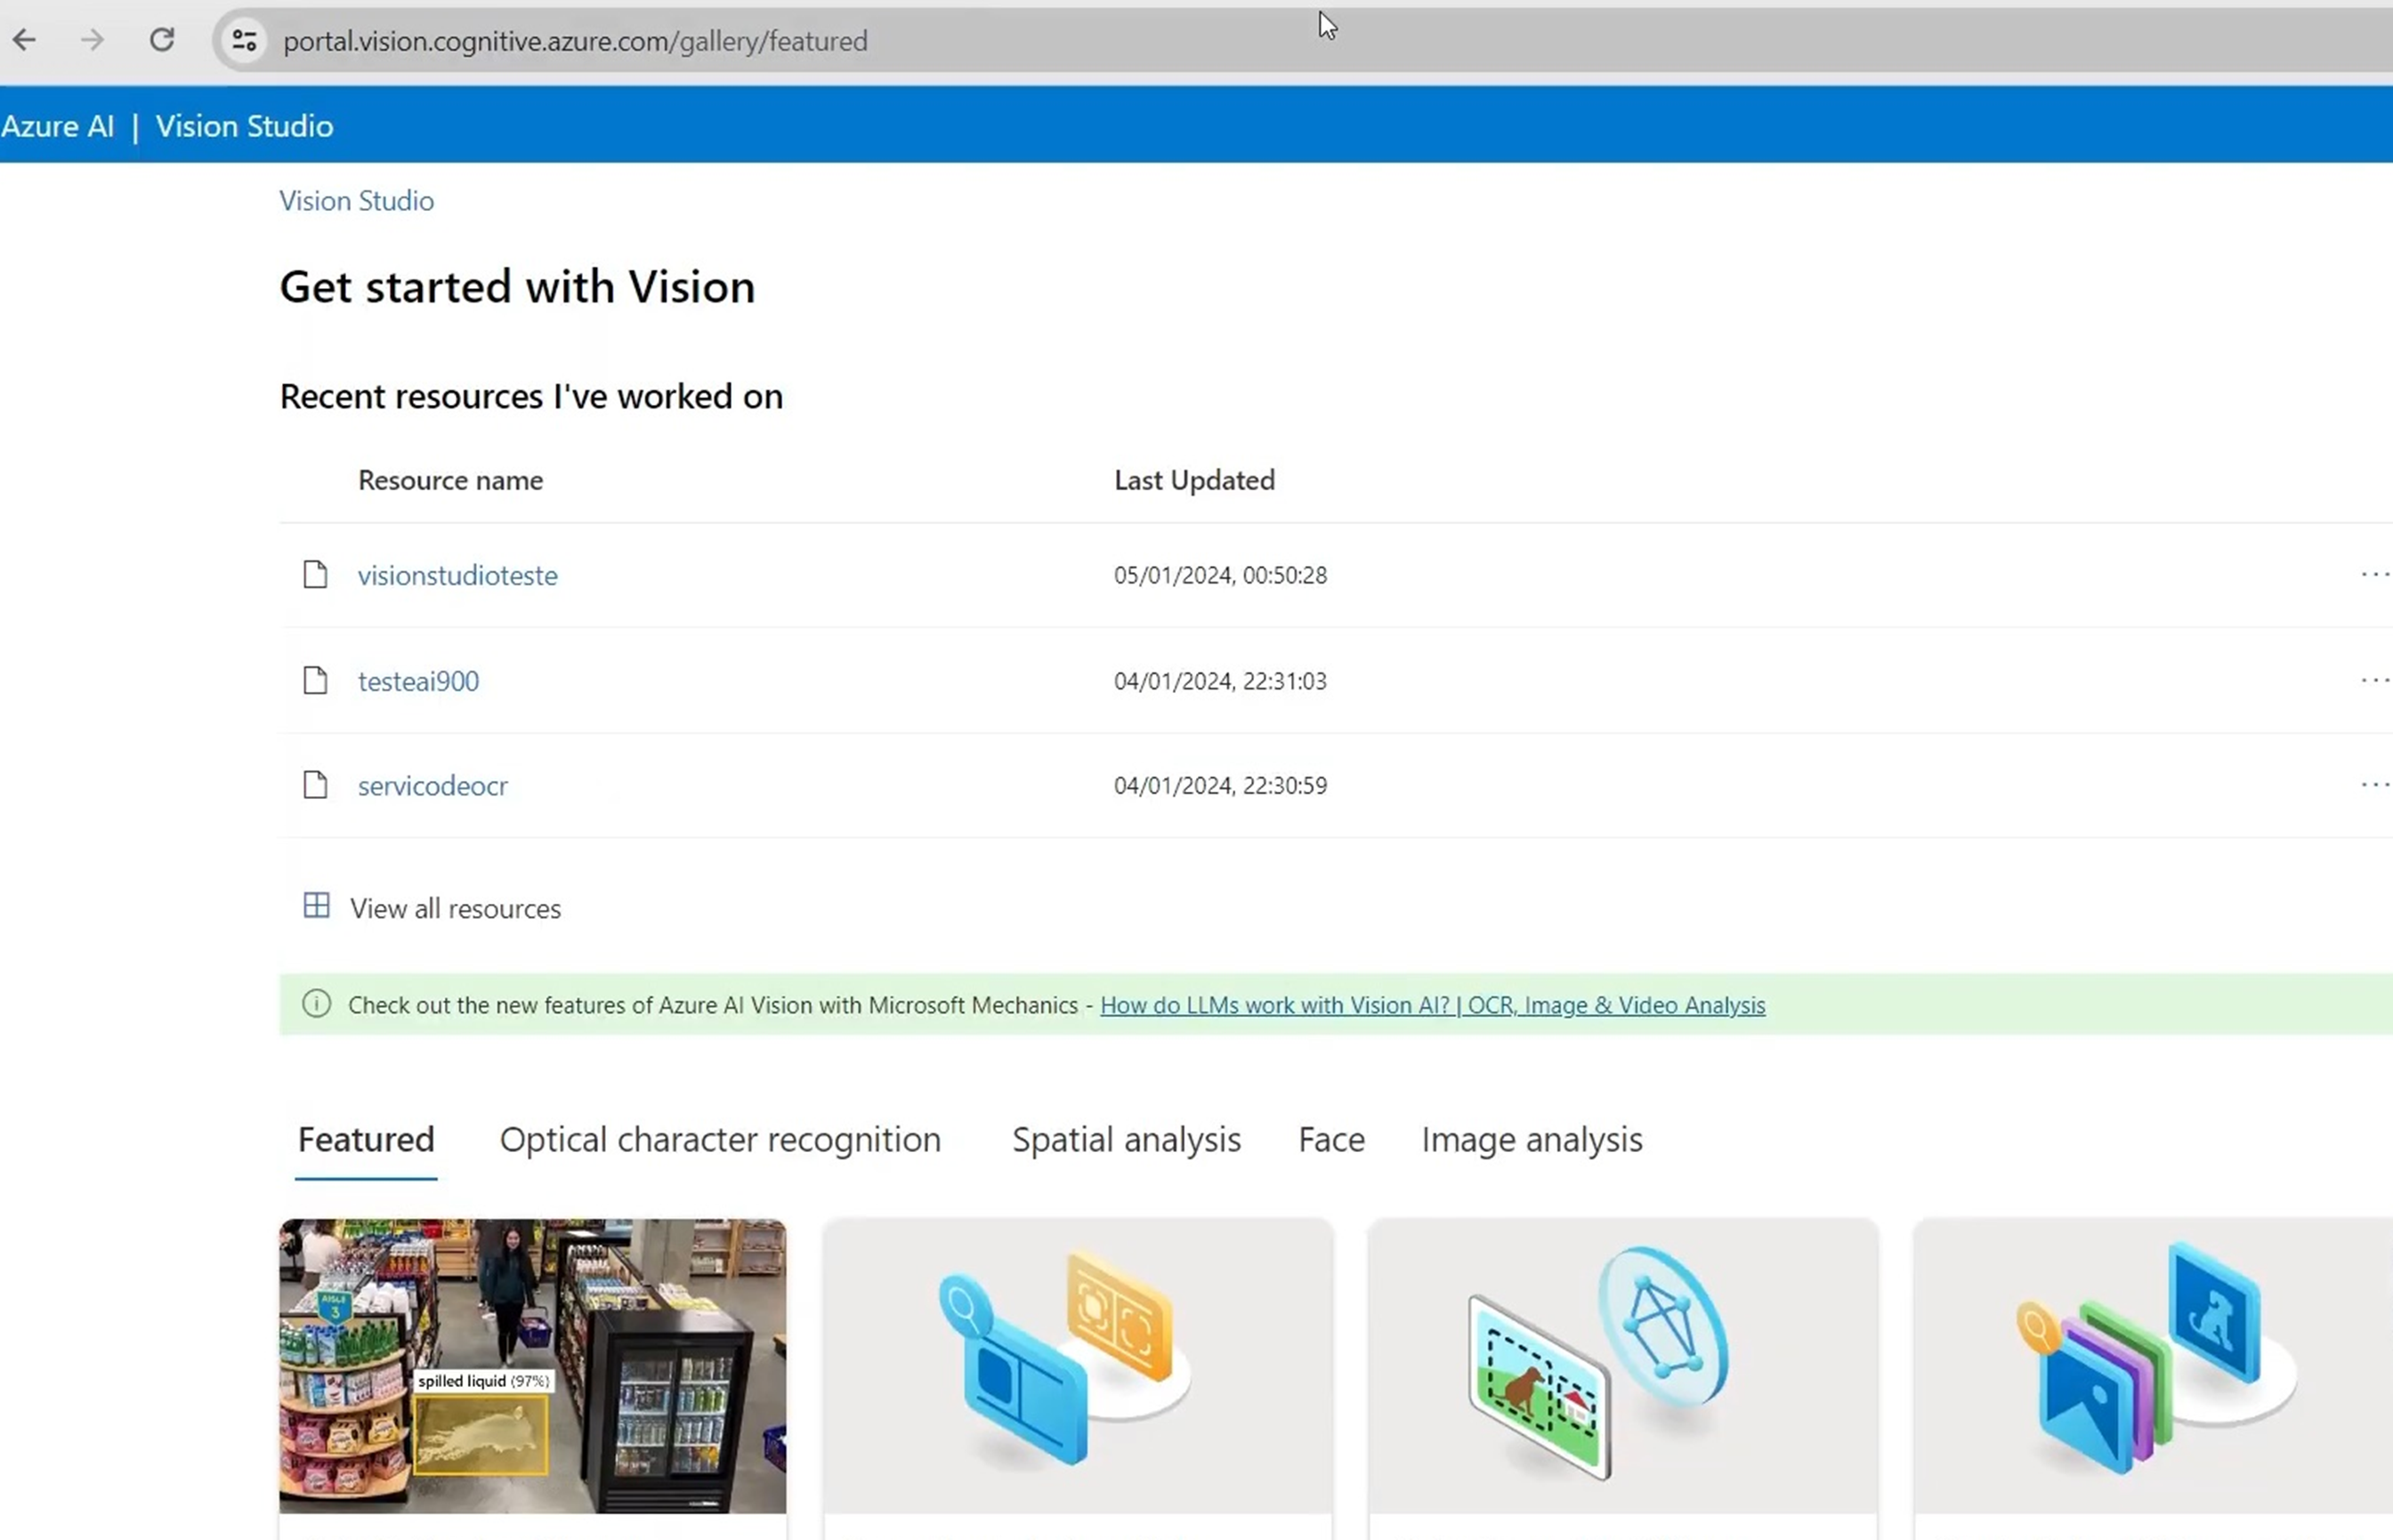 portal.vision.cognitive.azure.com/gallery/featured
Azure AI | Vision Studio
Vision Studio
Get started with Vision
Recent resources I've worked on
Resource name Last Updated
visionstudioteste 05/01/2024, 00:50:28 ...
testeai900 04/01/2024, 22:31:03 ...
servicodeocr 04/01/2024, 22:30:59 ...
View all resources
Check out the new features of Azure AI Vision with Microsoft Mechanics - How do LLMs work with Vision AI? | OCR, Image & Video Analysis
Featured Optical character recognition Spatial analysis Face Image analysis
AISLE
3
spilled liquid (97%)